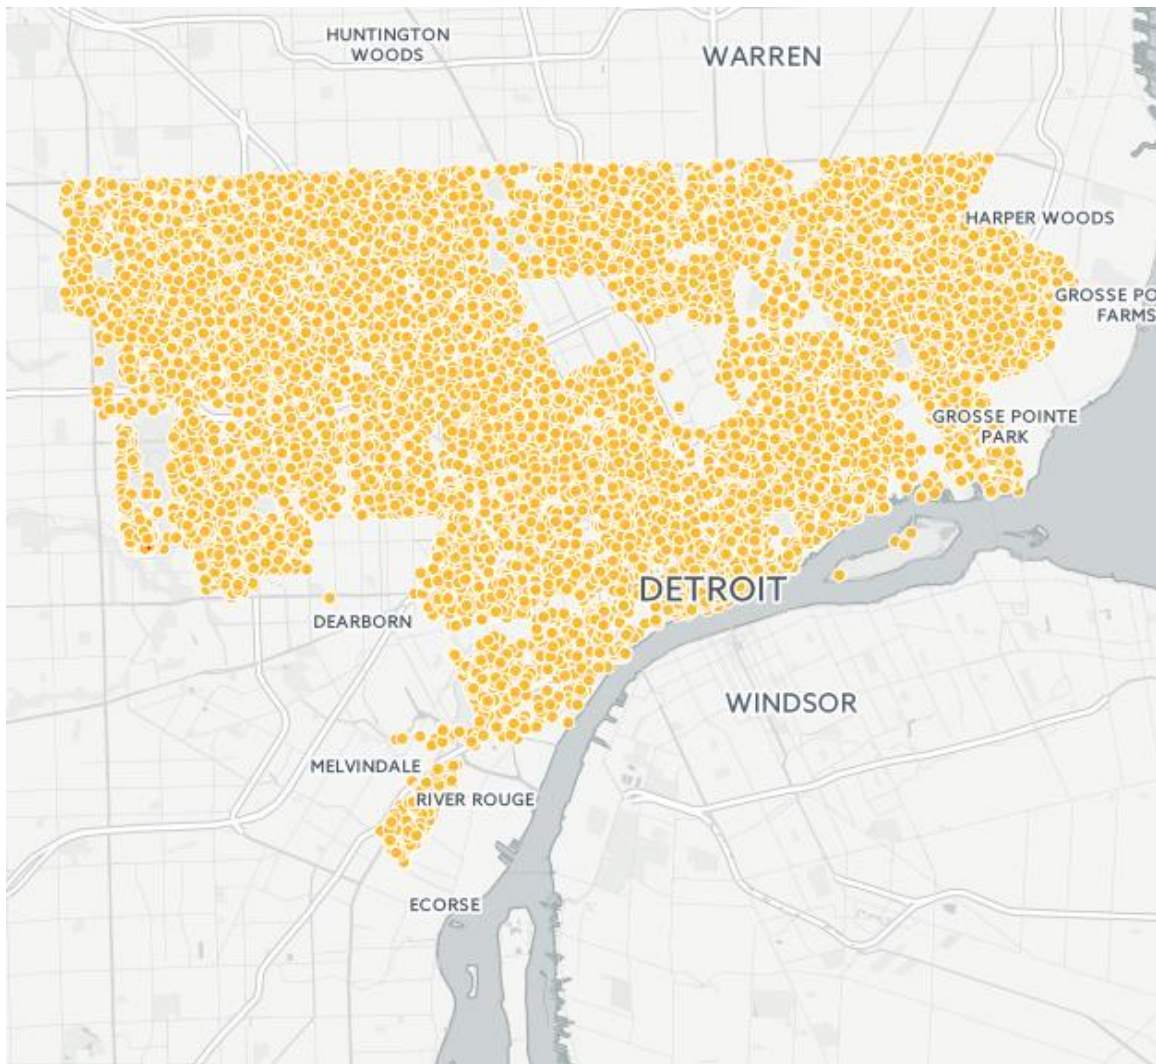 HUNTINGTON
WOODS
WARREN
HARPER WOODS
GROSSE PO
FARMS
GROSSE POINTE
PARK
DETROIT
DEARBORN
WINDSOR
MELVINDALE
RIVER ROUGE
ECORSE